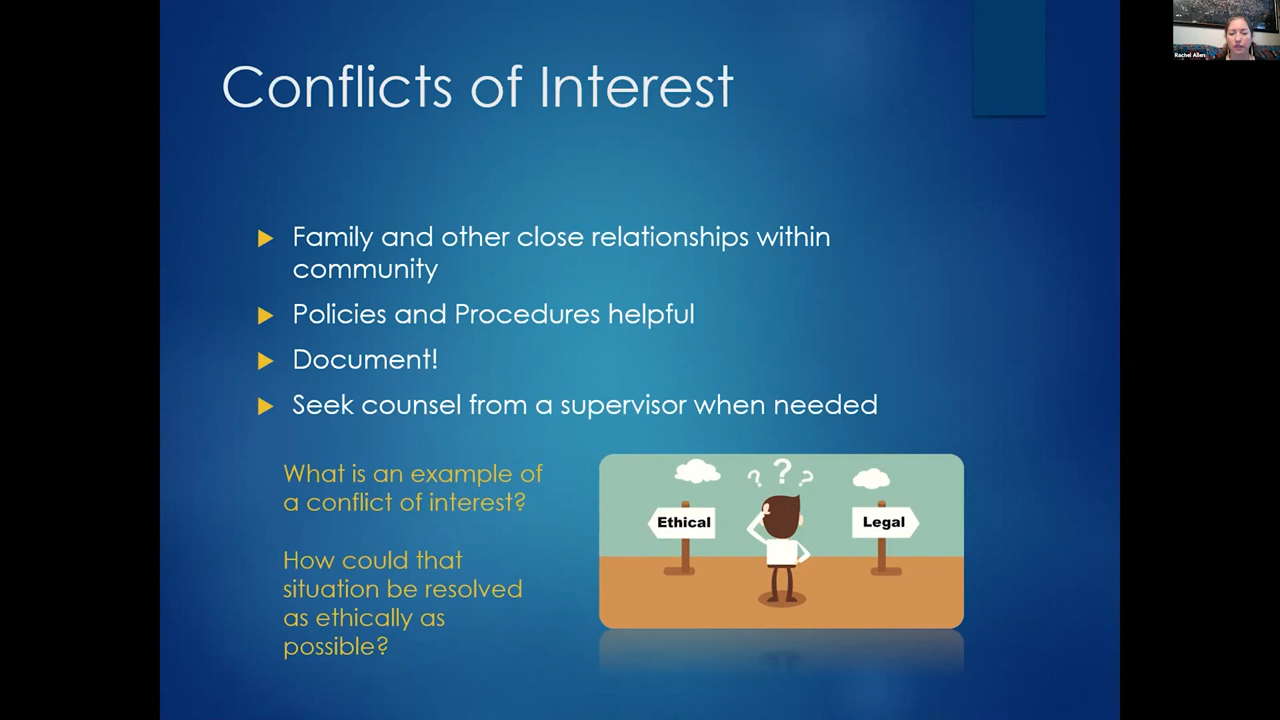 Conflicts of Interest
Family and other close relationships within
community
Policies and Procedures helpful
Document!
Seek counsel from a supervisor when needed
What is an example of
a conflict of interest?
How could that
situation be resolved
as ethically as
possible?
? ? ?
Ethical
Legal
Rachel Allen